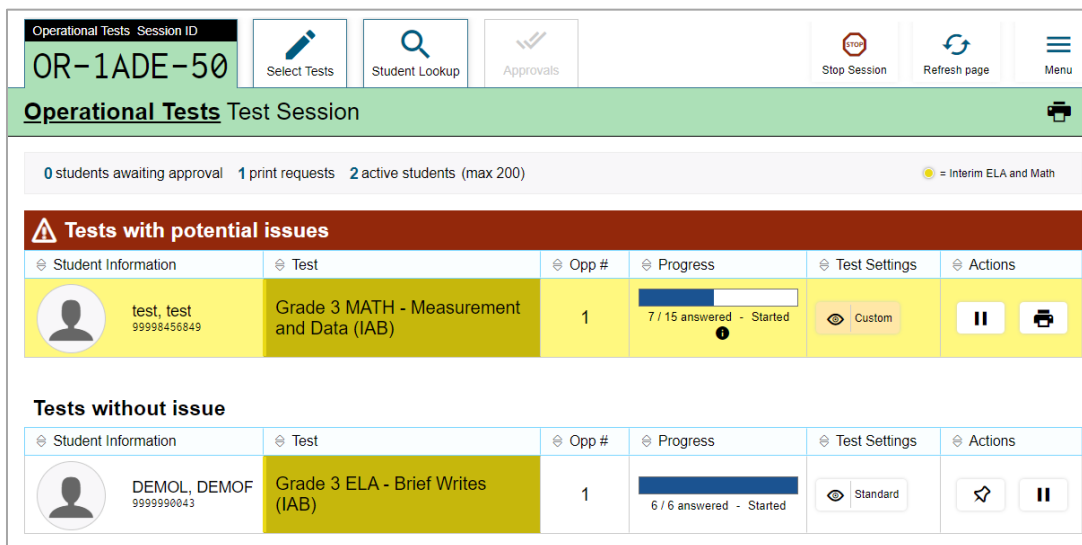 Operational Tests Session ID
OR-1ADE-50
Select Tests
Student Lookup
Approvals
STOP
Stop Session
Refresh page
Menu
Operational Tests Test Session
0 students awaiting approval 1 print requests 2 active students (max 200)
= Interim ELA and Math
Tests with potential issues
Student Information Test Opp # Progress Test Settings Actions
test, test
99998456849
Grade 3 MATH - Measurement
and Data (IAB)
1
7 / 15 answered - Started
Custom
Tests without issue
Student Information Test Opp # Progress Test Settings Actions
DEMOL, DEMOF
9999990043
Grade 3 ELA - Brief Writes
(IAB)
1
6 / 6 answered - Started
Standard